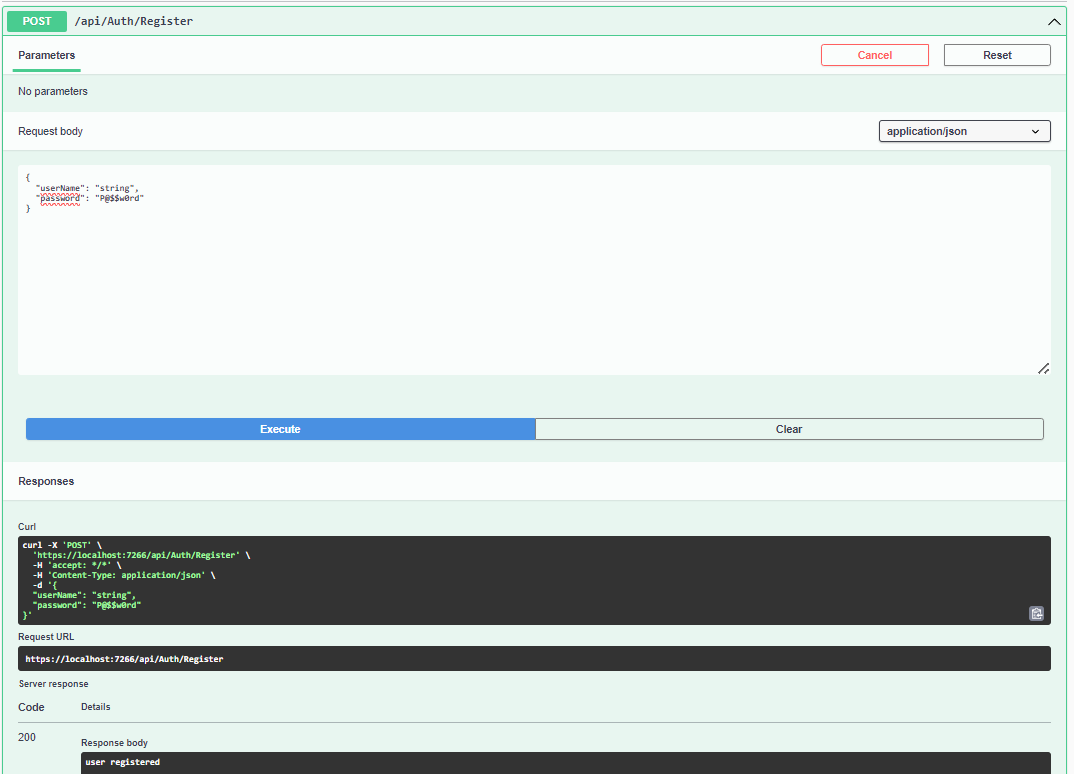 POST /api/Auth/Register
Parameters
Cancel
Reset
No parameters
Request body
application/json
{
  "userName": "string",
  "password": "P@$$w0rd"
}
Execute
Clear
Responses
Curl
curl -X 'POST' \
  'https://localhost:7266/api/Auth/Register' \
  -H 'accept: */*' \
  -H 'Content-Type: application/json' \
  -d '{
  "userName": "string",
  "password": "P@$$w0rd"
}'
Request URL
https://localhost:7266/api/Auth/Register
Server response
Code Details
200
Response body
user registered